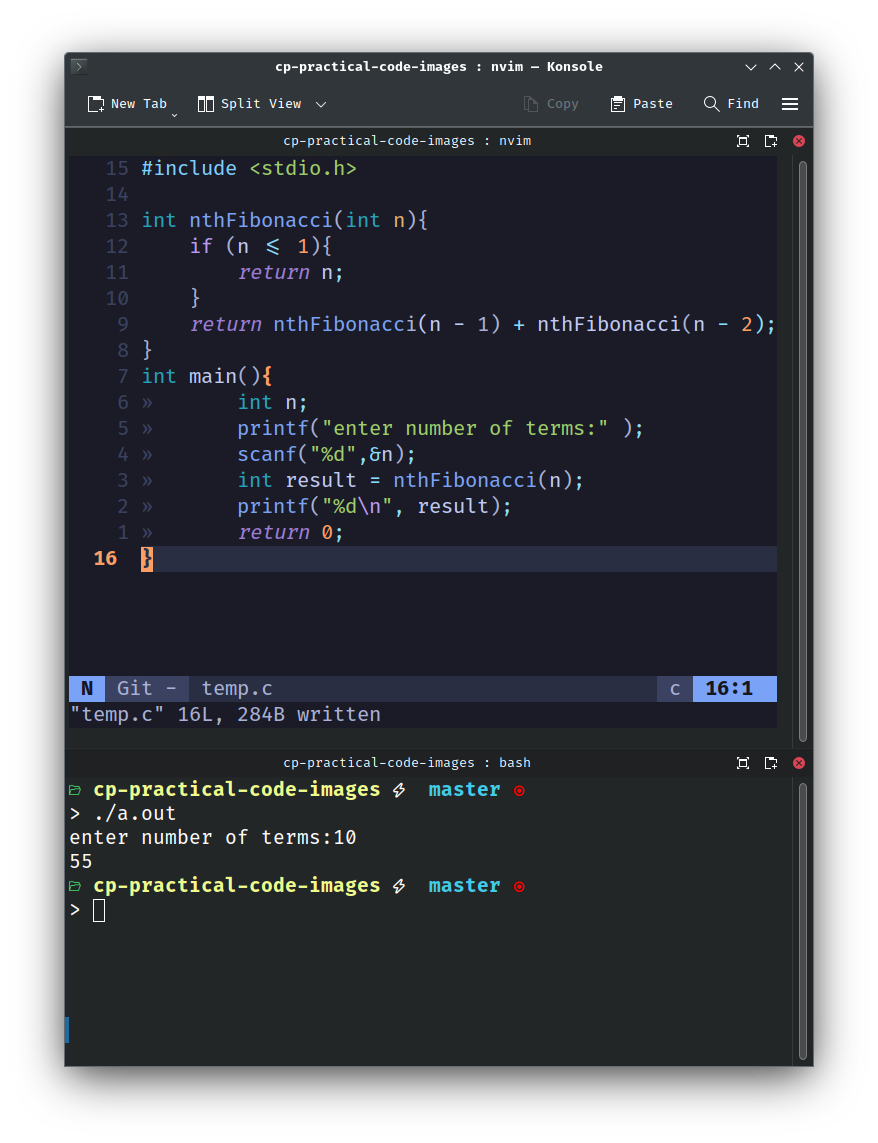 cp-practical-code-images : nvim — Konsole
New Tab Split View Copy Paste Find
cp-practical-code-images : nvim
15 #include <stdio.h>
14
13 int nthFibonacci(int n){
12     if (n <= 1){
11         return n;
10     }
9     return nthFibonacci(n - 1) + nthFibonacci(n - 2);
8 }
7 int main(){
6 »       int n;
5 »       printf("enter number of terms:" );
4 »       scanf("%d",&n);
3 »       int result = nthFibonacci(n);
2 »       printf("%d\n", result);
1 »       return 0;
16 }
N Git - temp.c c 16:1
"temp.c" 16L, 284B written
cp-practical-code-images : bash
cp-practical-code-images ⚡ master
> ./a.out
enter number of terms:10
55
cp-practical-code-images ⚡ master
>